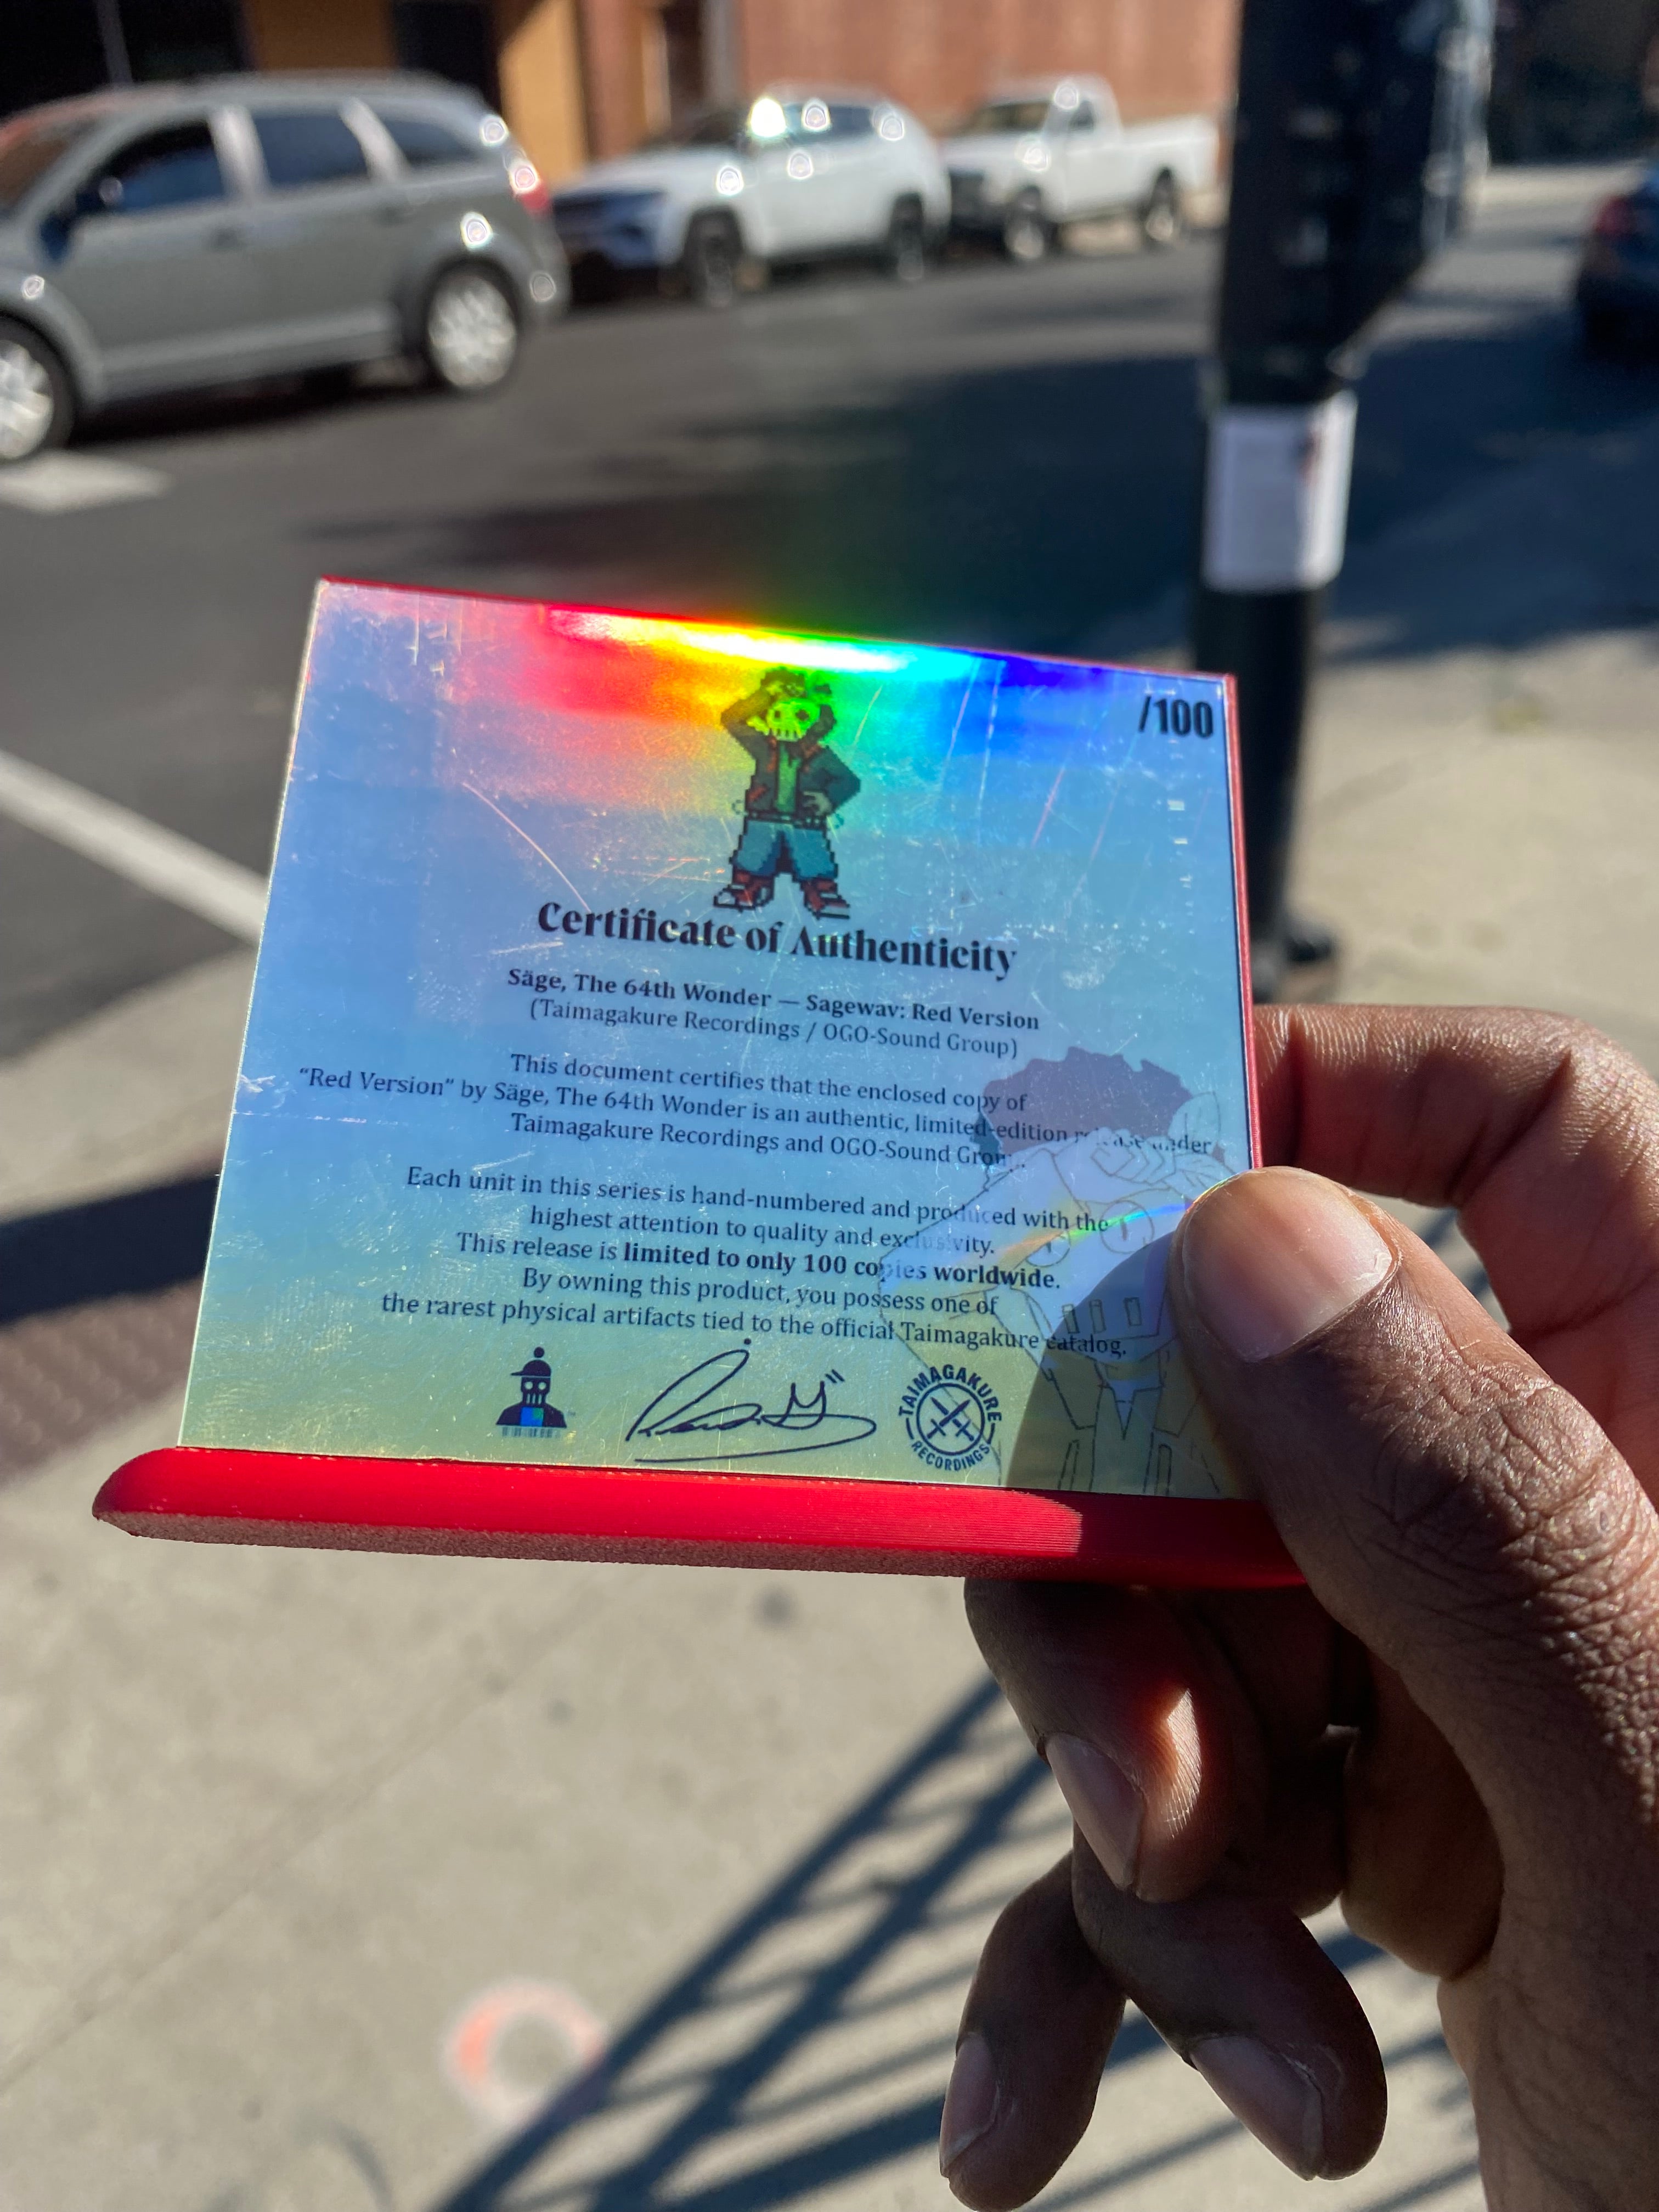 /100
Certificate of Authenticity
Säge, The 64th Wonder — Sagewav: Red Version
(Taimagakure Recordings / OGO-Sound Group)
This document certifies that the enclosed copy of
“Red Version” by Säge, The 64th Wonder is an authentic, limited-edition release under
Taimagakure Recordings and OGO-Sound Group.
Each unit in this series is hand-numbered and produced with the
highest attention to quality and exclusivity.
This release is limited to only 100 copies worldwide.
By owning this product, you possess one of
the rarest physical artifacts tied to the official Taimagakure catalog.
TAIMAGAKURE
RECORDINGS